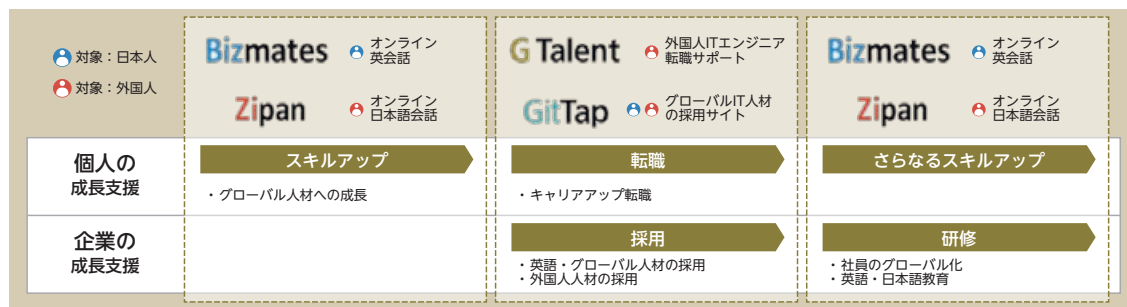 対象：日本人
対象：外国人
Bizmates
オンライン
英会話
Zipan
オンライン
日本語会話
G Talent
外国人ITエンジニア
転職サポート
GitTap
グローバルIT人材
の採用サイト
Bizmates
オンライン
英会話
Zipan
オンライン
日本語会話
個人の
成長支援
スキルアップ
・グローバル人材への成長
転職
・キャリアアップ転職
さらなるスキルアップ
企業の
成長支援
採用
・英語・グローバル人材の採用
・外国人人材の採用
研修
・社員のグローバル化
・英語・日本語教育